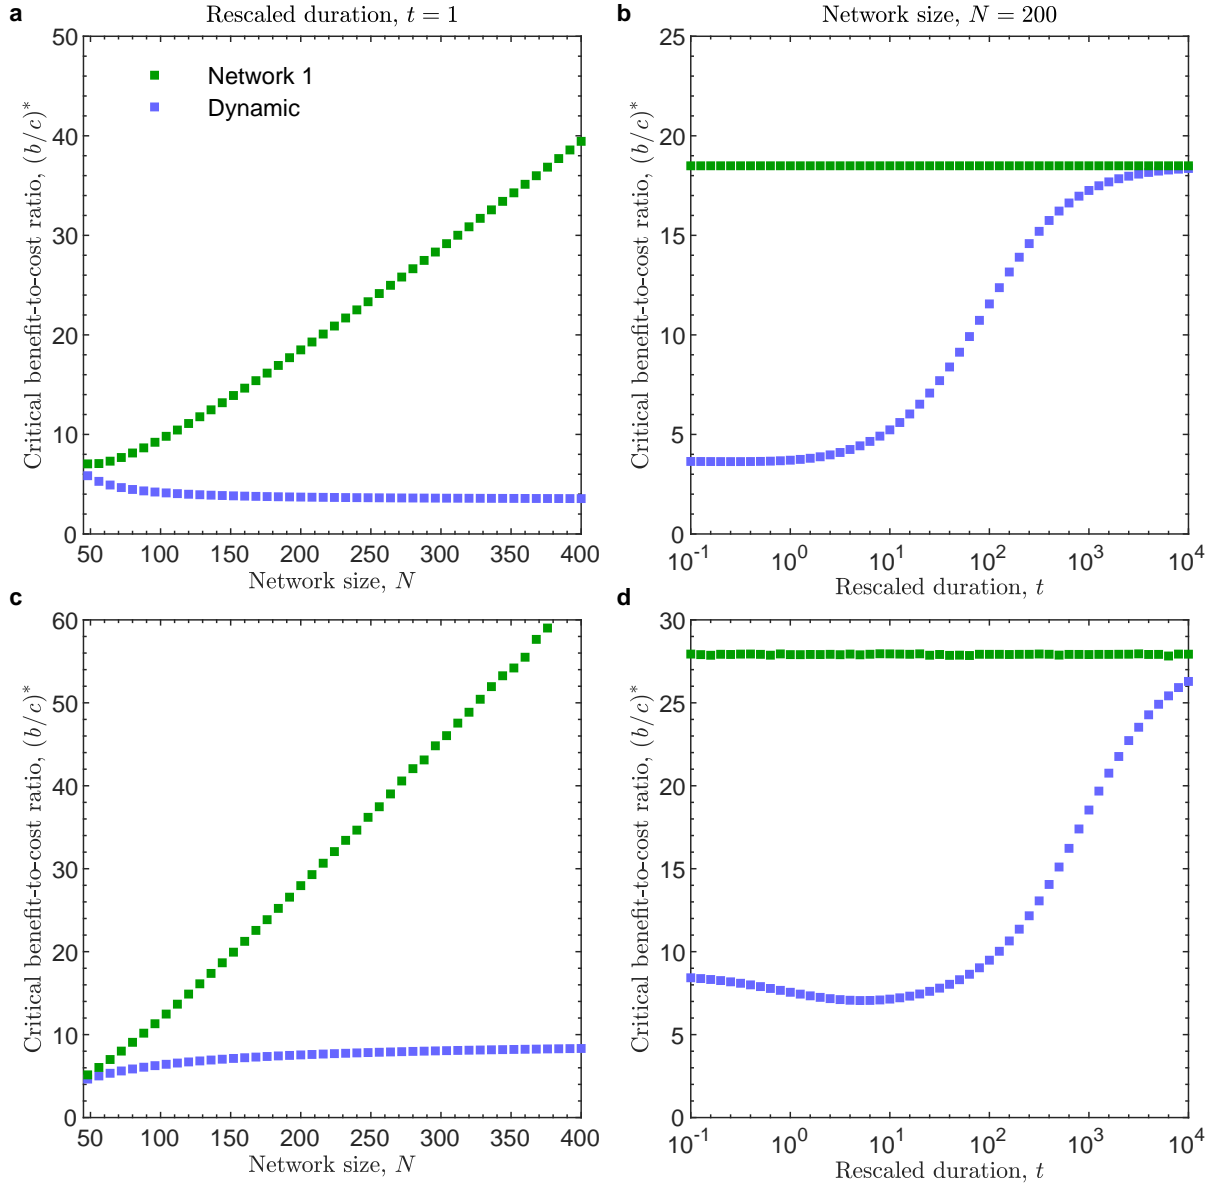 a
Rescaled duration, t = 1
50
40
30
20
10
0
Critical benefit-to-cost ratio, (b/c)*
Network 1
Dynamic
50 100 150 200 250 300 350 400
Network size, N
b
Network size, N = 200
25
20
15
10
5
0
Critical benefit-to-cost ratio, (b/c)*
10^-1 10^0 10^1 10^2 10^3 10^4
Rescaled duration, t
c
60
50
40
30
20
10
0
Critical benefit-to-cost ratio, (b/c)*
50 100 150 200 250 300 350 400
Network size, N
d
30
25
20
15
10
5
0
Critical benefit-to-cost ratio, (b/c)*
10^-1 10^0 10^1 10^2 10^3 10^4
Rescaled duration, t